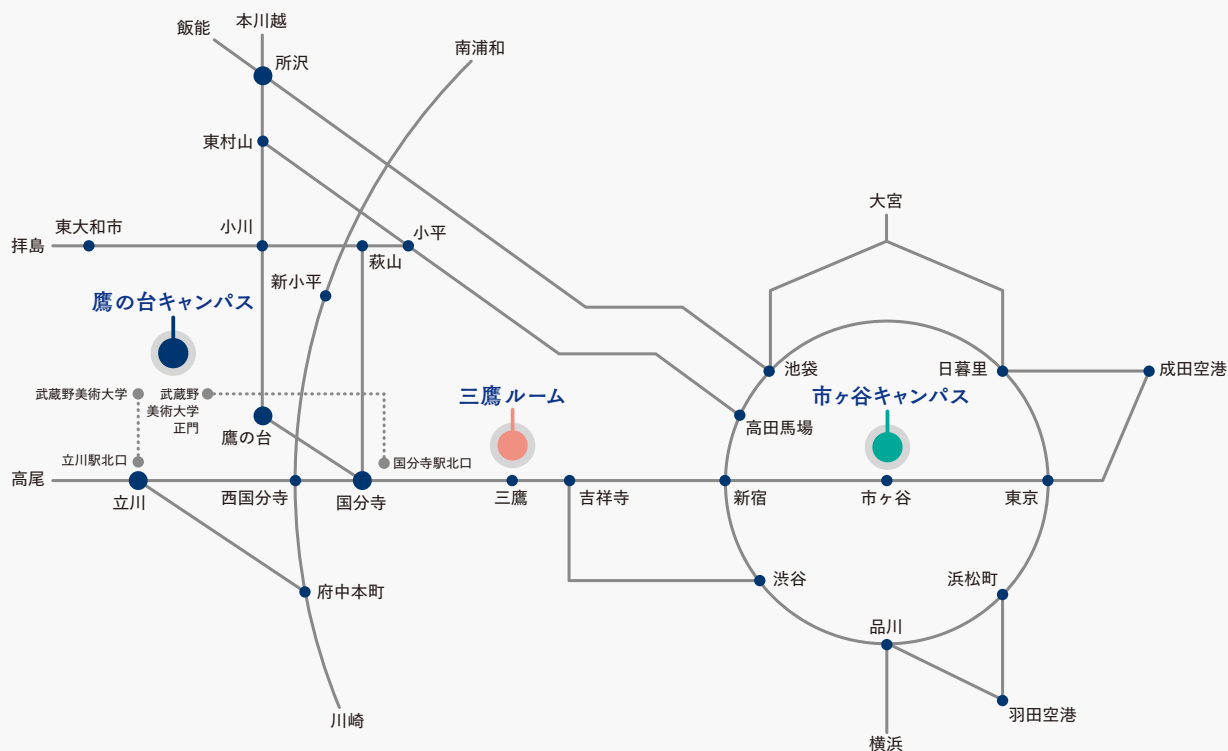 本川越
飯能
南浦和
所沢
東村山
大宮
東大和市
小川
小平
拝島
萩山
新小平
鷹の台キャンパス
池袋
日暮里
成田空港
武蔵野美術大学
武蔵野
美術大学
正門
三鷹ルーム
市ヶ谷キャンパス
高田馬場
鷹の台
立川駅北口
国分寺駅北口
高尾
立川
西国分寺
国分寺
三鷹
吉祥寺
新宿
市ヶ谷
東京
府中本町
渋谷
浜松町
品川
川崎
羽田空港
横浜